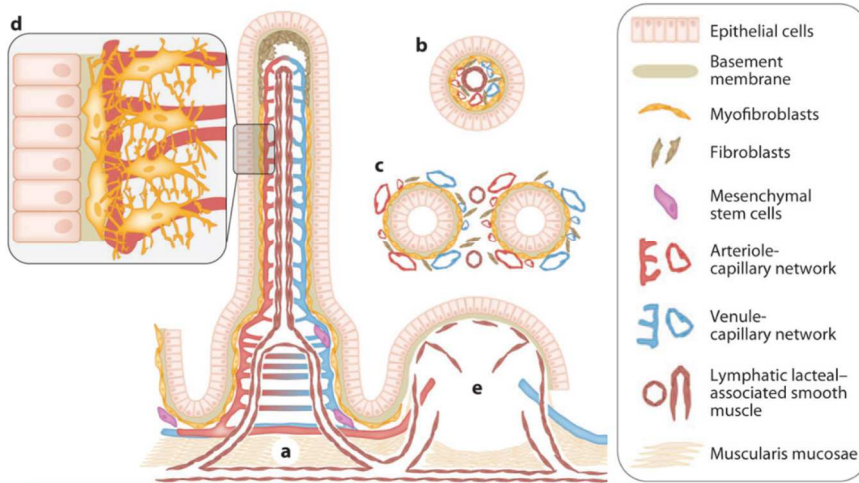 d
b
c
a
e
Epithelial cells
Basement
membrane
Myofibroblasts
Fibroblasts
Mesenchymal
stem cells
Arteriole-
capillary network
Venule-
capillary network
Lymphatic lacteal–
associated smooth
muscle
Muscularis mucosae